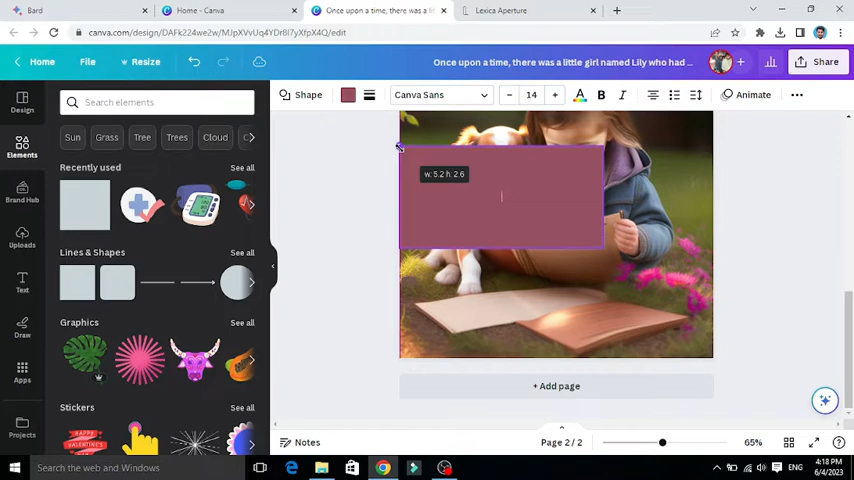 Bard
Home - Canva
Once upon a time, there was a li
Lexica Aperture
canva.com/design/DAFk224we2w/MJpXVvUq4Yrd7r8I7yXfpX4Q/edit
Home
File
Resize
Once upon a time, there was a little girl named Lily who had ...
Share
Design
Elements
Brand Hub
Uploads
Text
Draw
Apps
Projects
Search elements
Sun
Grass
Tree
Trees
Cloud
Recently used
See all
Lines & Shapes
See all
Graphics
See all
Stickers
See all
HAPPY
Shape
Canva Sans
14
A
B
I
Animate
w: 5.2 h: 2.6
+ Add page
Notes
Page 2 / 2
65%
Search the web and Windows
ENG
4:18 PM
6/4/2023